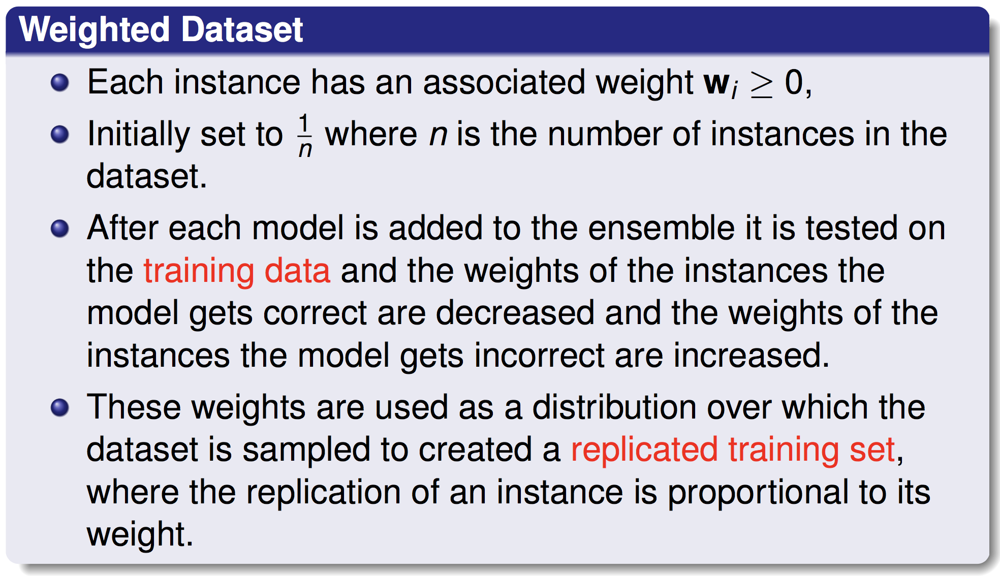 Weighted Dataset
Each instance has an associated weight wᵢ ≥ 0,
Initially set to 1/n where n is the number of instances in the
dataset.
After each model is added to the ensemble it is tested on
the training data and the weights of the instances the
model gets correct are decreased and the weights of the
instances the model gets incorrect are increased.
These weights are used as a distribution over which the
dataset is sampled to created a replicated training set,
where the replication of an instance is proportional to its
weight.